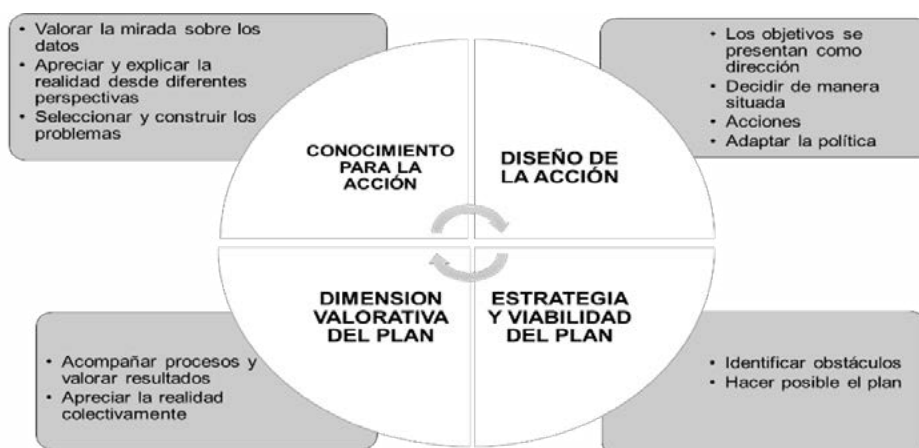 • Valorar la mirada sobre los
datos
• Apreciar y explicar la
realidad desde diferentes
perspectivas
• Seleccionar y construir los
problemas
• Los objetivos se
presentan como
dirección
• Decidir de manera
situada
• Acciones
• Adaptar la política
CONOCIMIENTO
PARA LA
ACCIÓN
DISEÑO DE
LA ACCIÓN
DIMENSION
VALORATIVA
DEL PLAN
ESTRATEGIA
Y VIABILIDAD
DEL PLAN
• Acompañar procesos y
valorar resultados
• Apreciar la realidad
colectivamente
• Identificar obstáculos
• Hacer posible el plan